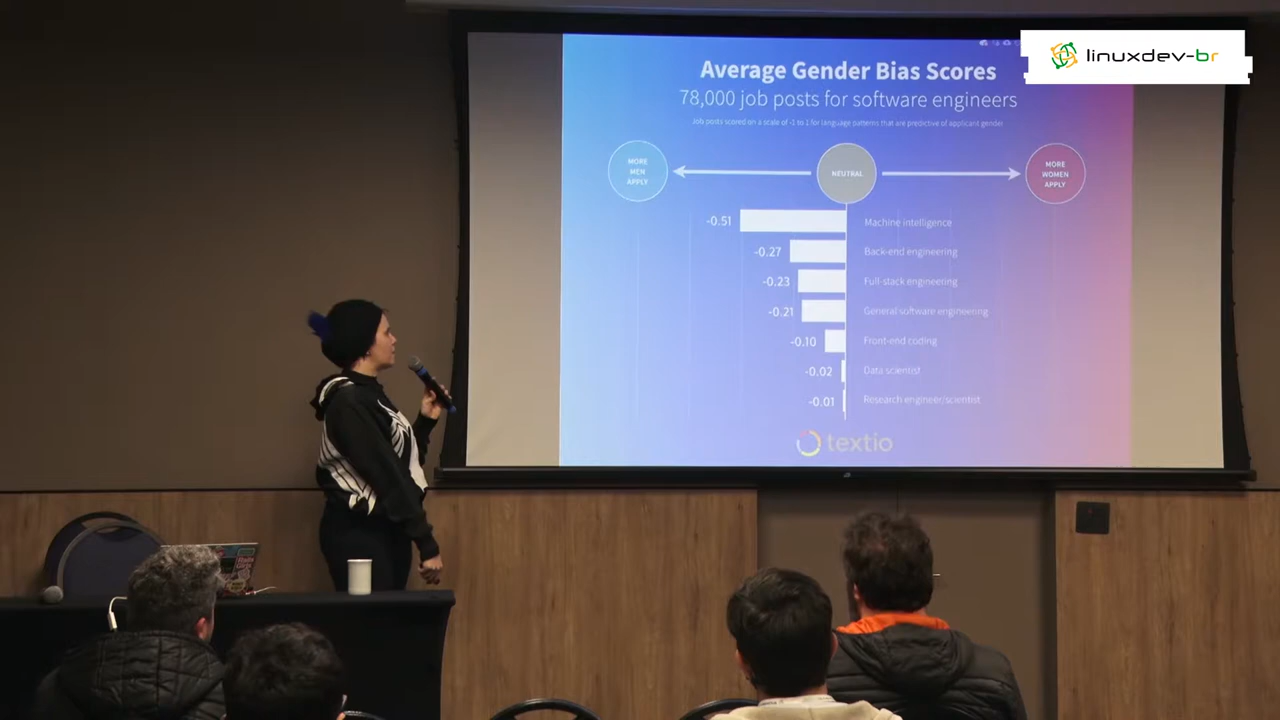 linuxdev-br
Average Gender Bias Scores
78,000 job posts for software engineers
Job posts scored on a scale of -1 to 1 for language patterns that are predictive of applicant gender
MORE
MEN
APPLY
NEUTRAL
MORE
WOMEN
APPLY
-0.51 Machine intelligence
-0.27 Back-end engineering
-0.23 Full-stack engineering
-0.21 General software engineering
-0.10 Front-end coding
-0.02 Data scientist
-0.01 Research engineer/scientist
textio